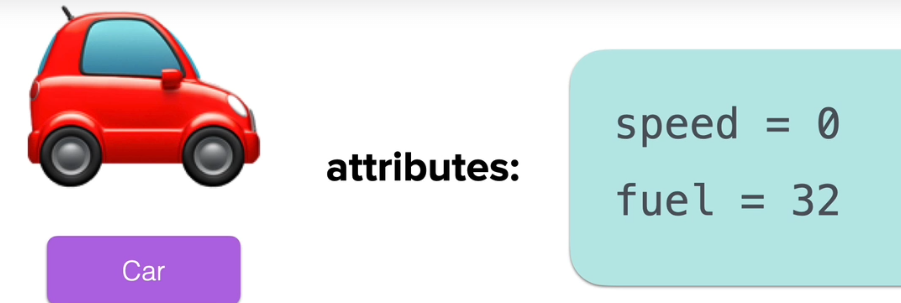 attributes:
speed = 0
fuel = 32
Car